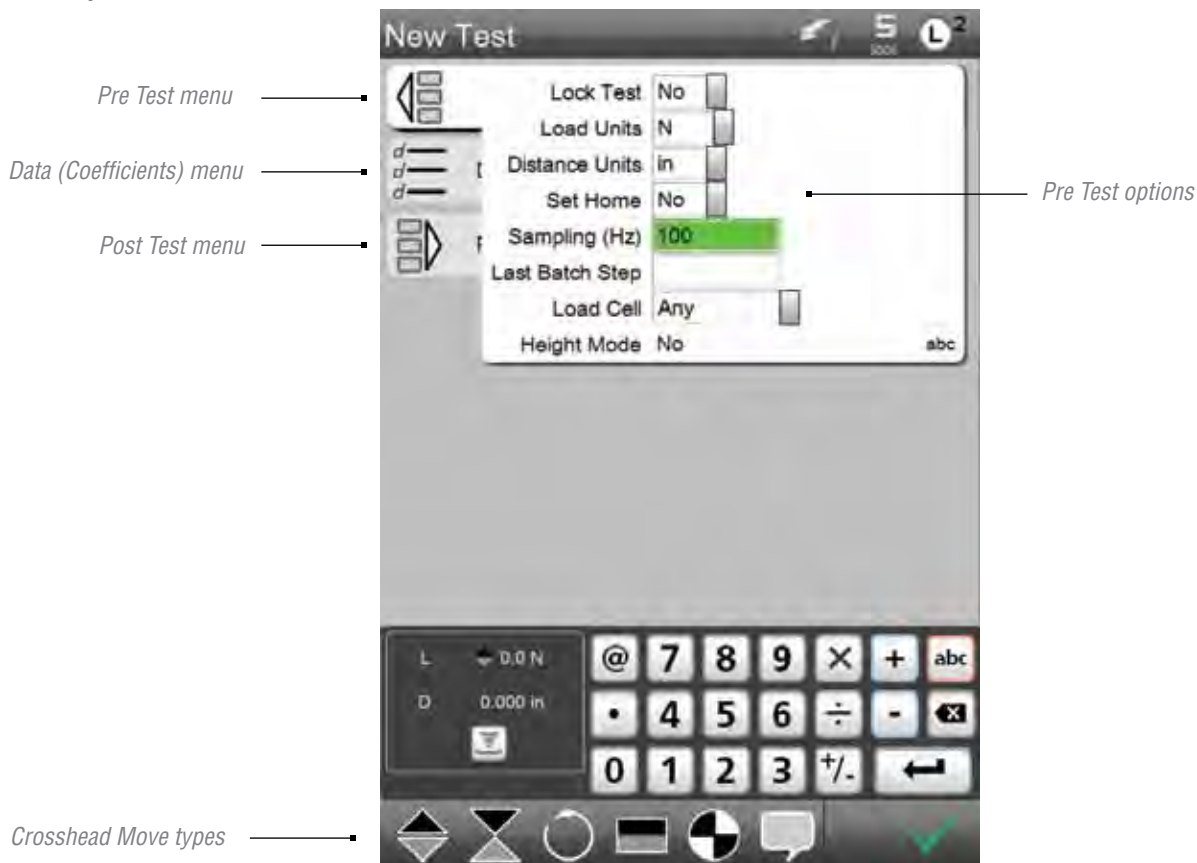 New Test
L2
Pre Test menu
Lock Test No
Load Units N
d
Data (Coefficients) menu
d
Distance Units in
d
Set Home No
Pre Test options
Post Test menu
Sampling (Hz) 100
Last Batch Step
Load Cell Any
Height Mode No abc
L 0.0 N
@ 7 8 9 × + abc
D 0.000 in
• 4 5 6 ÷ -
0 1 2 3 +/-
Crosshead Move types